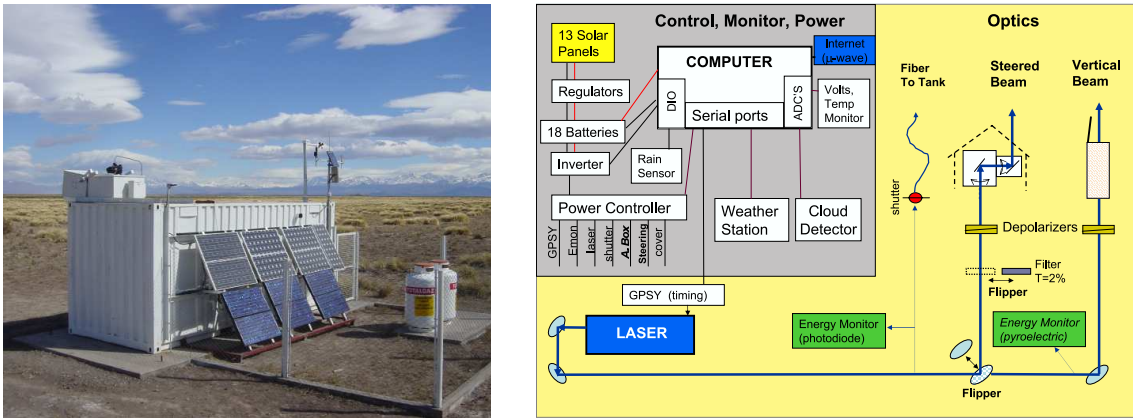 Control, Monitor, Power
Optics
13 Solar
Panels
Internet
(µ-wave)
COMPUTER
DIO
ADC'S
Serial ports
Volts,
Temp
Monitor
Regulators
18 Batteries
Inverter
Rain
Sensor
Power Controller
Weather
Station
Cloud
Detector
GPSY
Emon
laser
shutter
A. Box
Steering
cover
Fiber
To Tank
Steered
Beam
Vertical
Beam
shutter
Depolarizers
Filter
T=2%
Flipper
GPSY (timing)
LASER
Energy Monitor
(photodiode)
Energy Monitor
(pyroelectric)
Flipper